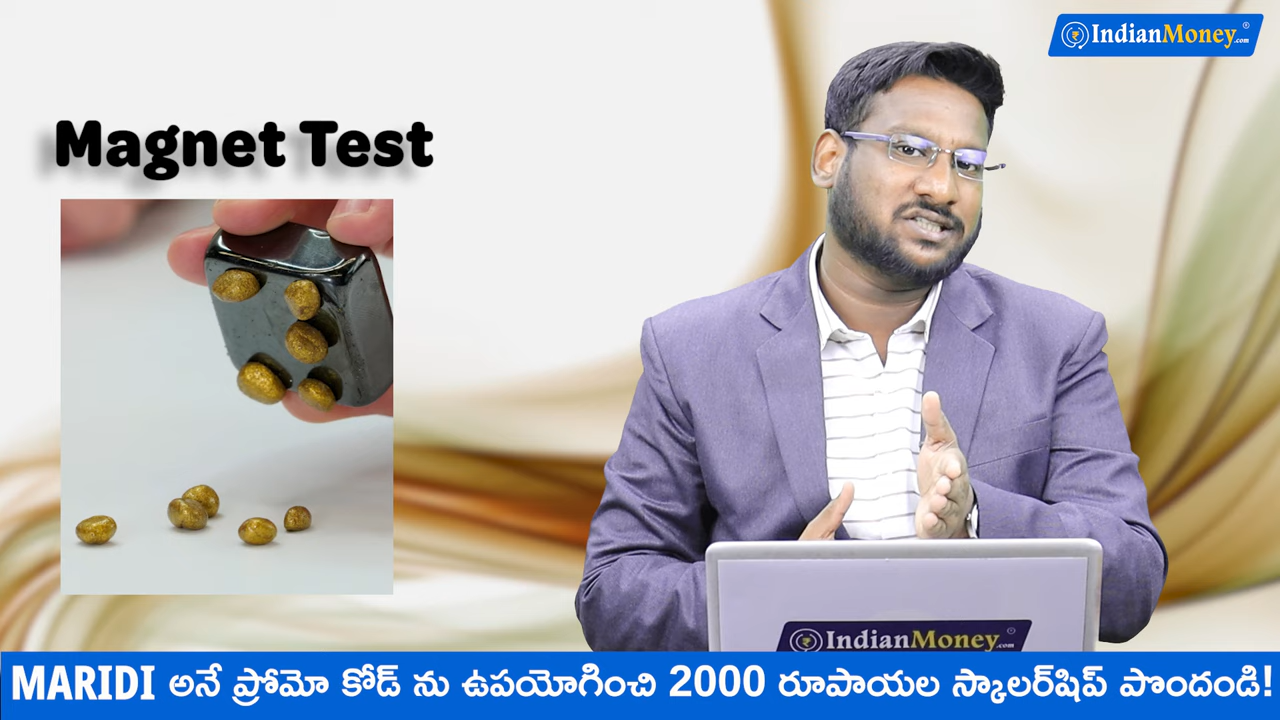 IndianMoney.com
Magnet Test
IndianMoney.com
MARIDI అనే ప్రోమో కోడ్ ను ఉపయోగించి 2000 రూపాయల స్కాలర్‌షిప్ పొందండి!